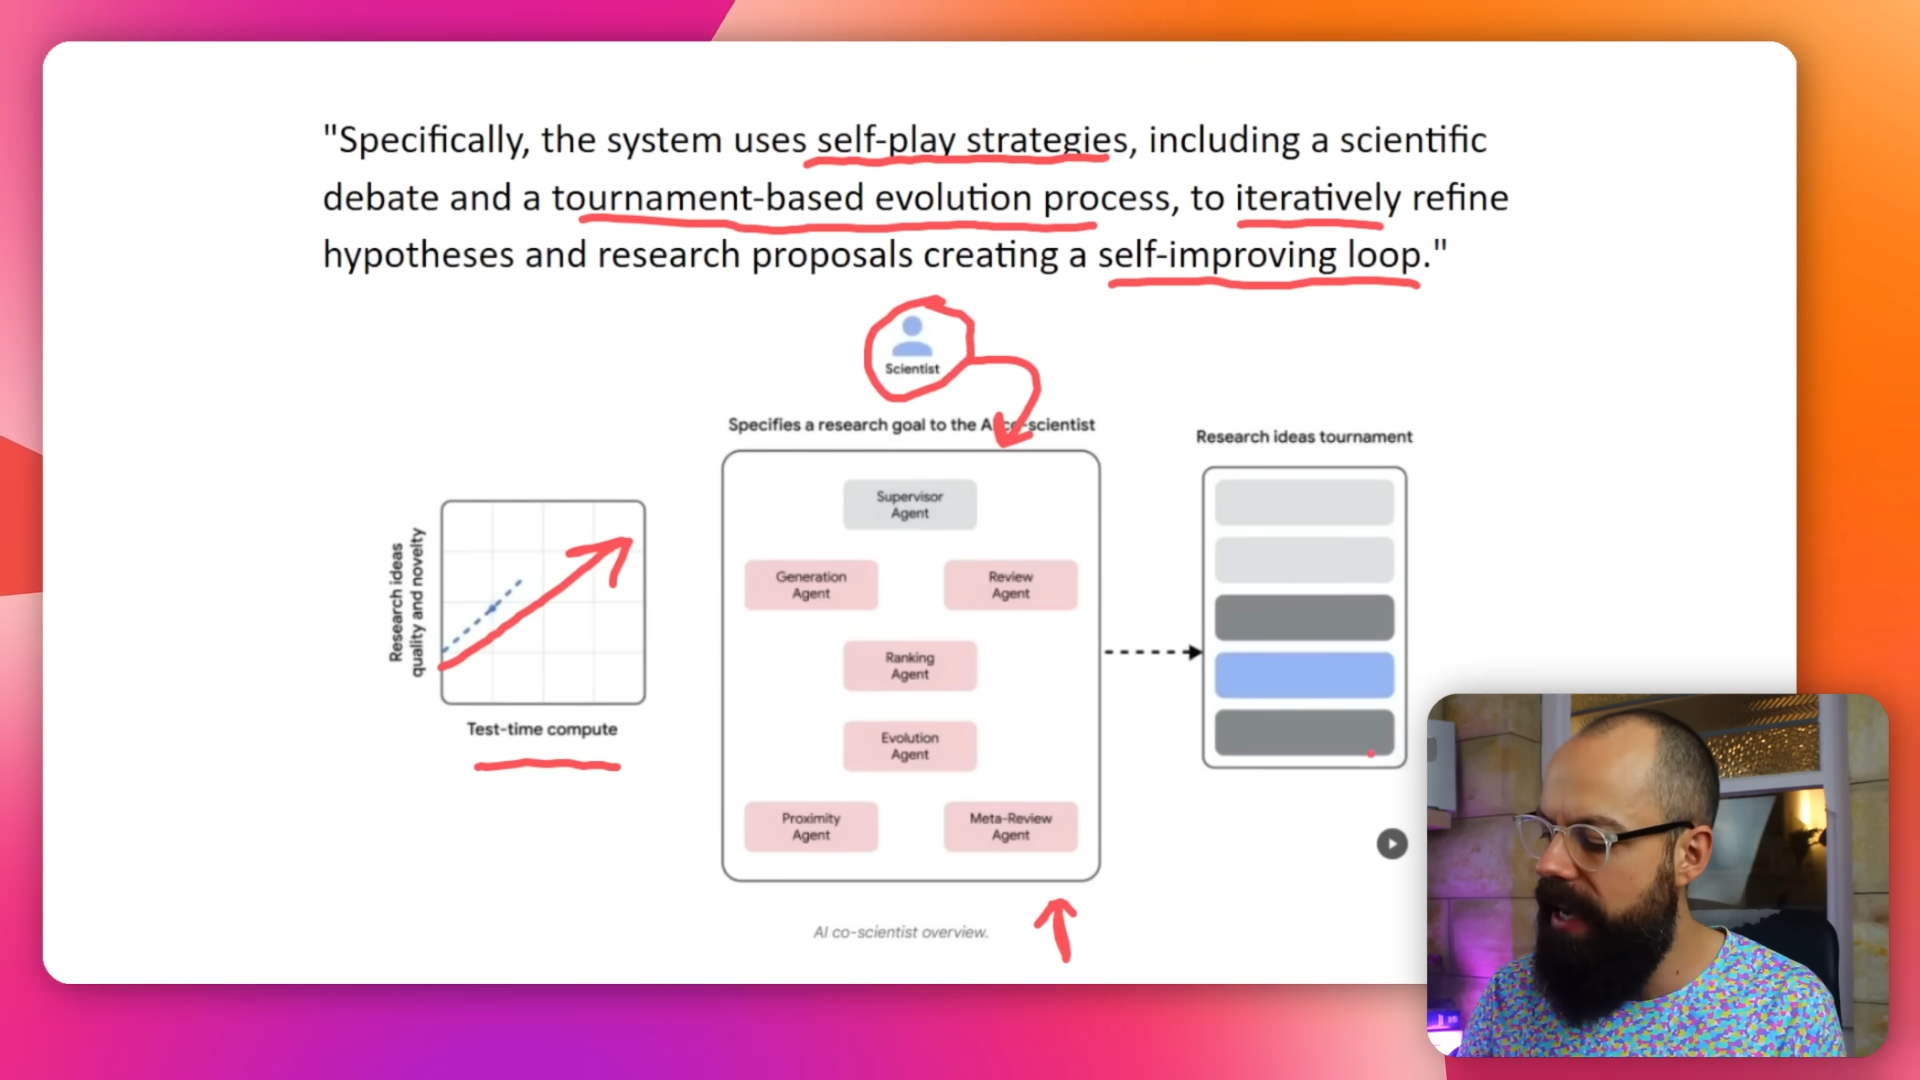 "Specifically, the system uses self-play strategies, including a scientific
debate and a tournament-based evolution process, to iteratively refine
hypotheses and research proposals creating a self-improving loop."
Scientist
Specifies a research goal to the AI co-scientist
Research ideas tournament
Supervisor
Agent
Generation
Agent
Review
Agent
Ranking
Agent
Evolution
Agent
Proximity
Agent
Meta-Review
Agent
Research ideas
quality and novelty
Test-time compute
AI co-scientist overview.